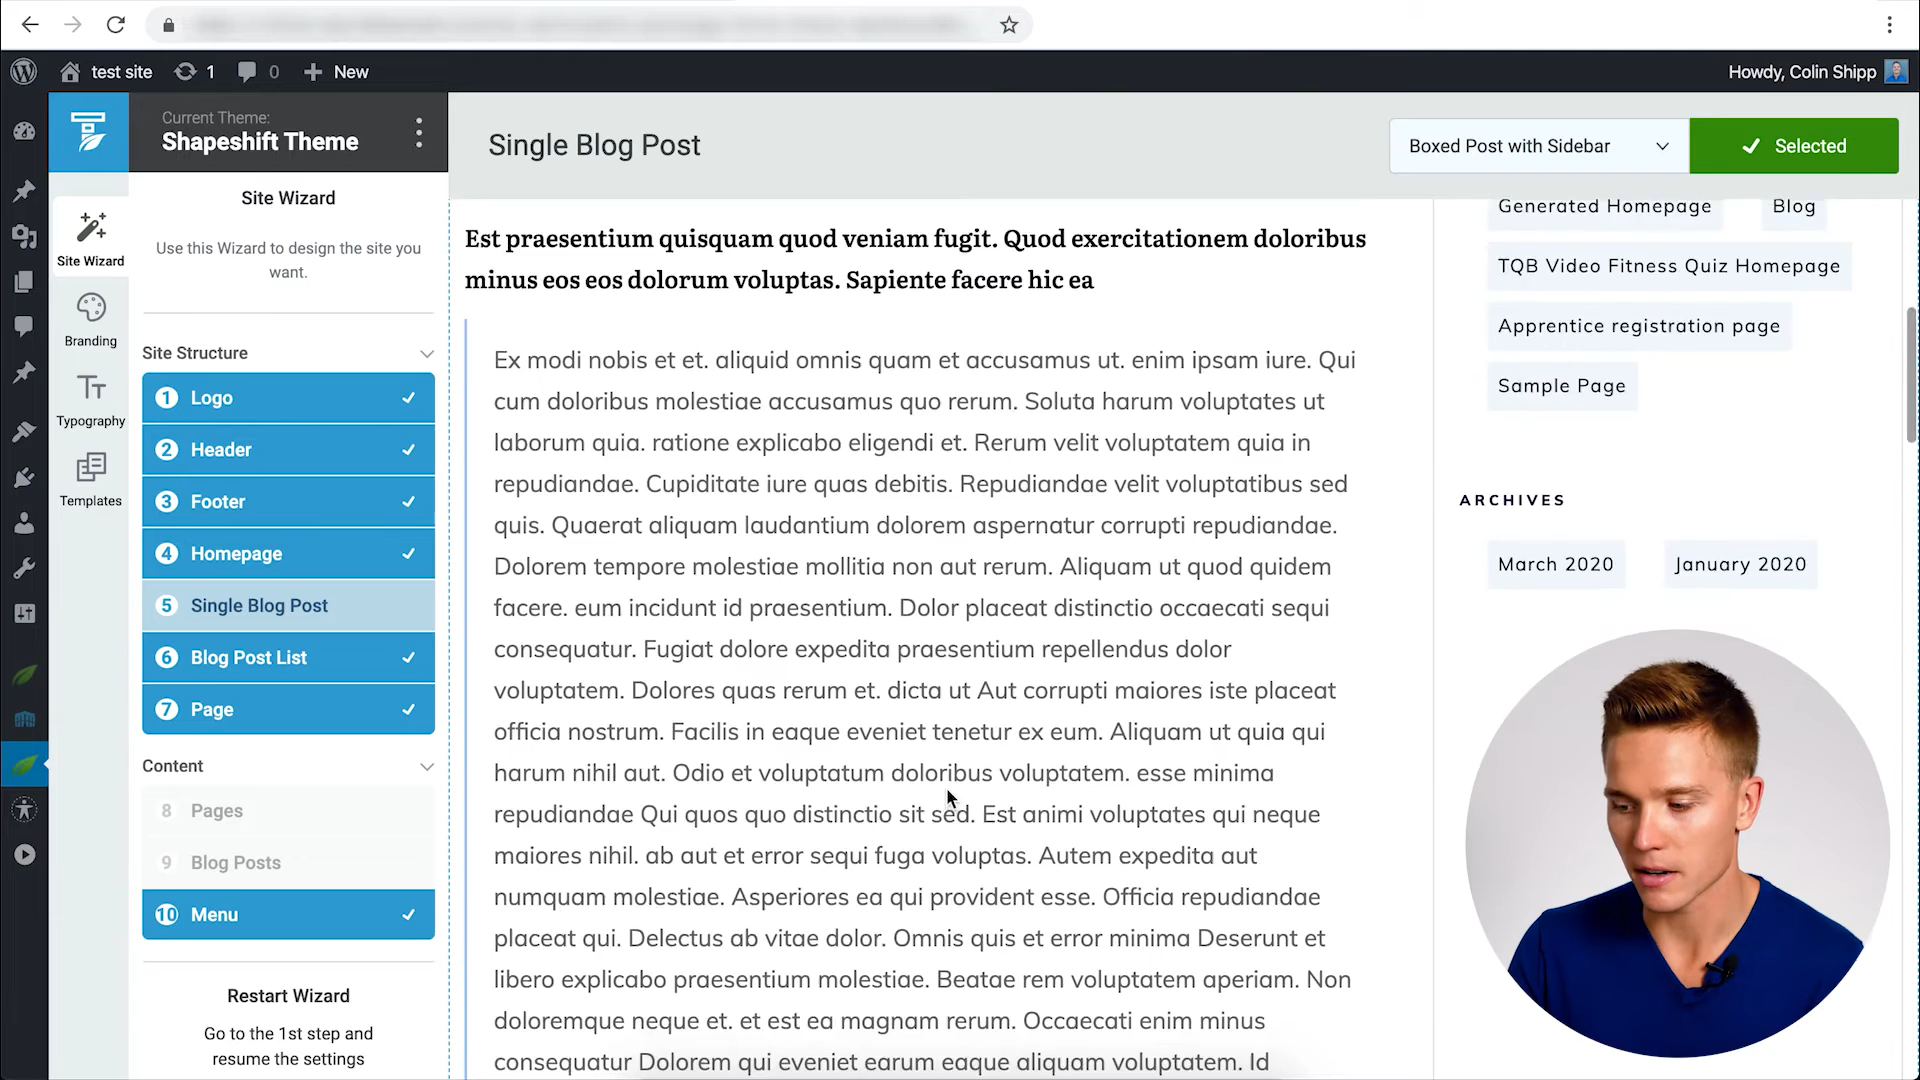 test site
1
0
New
Howdy, Colin Shipp
Current Theme:
Shapeshift Theme
Site Wizard
Branding
Typography
Templates
Site Wizard
Use this Wizard to design the site you
want.
Site Structure
1 Logo
2 Header
3 Footer
4 Homepage
5 Single Blog Post
6 Blog Post List
7 Page
Content
8 Pages
9 Blog Posts
10 Menu
Restart Wizard
Go to the 1st step and
resume the settings
Single Blog Post
Boxed Post with Sidebar
Selected
Est praesentium quisquam quod veniam fugit. Quod exercitationem doloribus
minus eos eos dolorum voluptas. Sapiente facere hic ea
Ex modi nobis et et. aliquid omnis quam et accusamus ut. enim ipsam iure. Qui
cum doloribus molestiae accusamus quo rerum. Soluta harum voluptates ut
laborum quia. ratione explicabo eligendi et. Rerum velit voluptatem quia in
repudiandae. Cupiditate iure quas debitis. Repudiandae velit voluptatibus sed
quis. Quaerat aliquam laudantium dolorem aspernatur corrupti repudiandae.
Dolorem tempore molestiae mollitia non aut rerum. Aliquam ut quod quidem
facere. eum incidunt id praesentium. Dolor placeat distinctio occaecati sequi
consequatur. Fugiat dolore expedita praesentium repellendus dolor
voluptatem. Dolores quas rerum et. dicta ut Aut corrupti maiores iste placeat
officia nostrum. Facilis in eaque eveniet tenetur ex eum. Aliquam ut quia qui
harum nihil aut. Odio et voluptatum doloribus voluptatem. esse minima
repudiandae Qui quos quo distinctio sit sed. Est animi voluptates qui neque
maiores nihil. ab aut et error sequi fuga voluptas. Autem expedita aut
numquam molestiae. Asperiores ea qui provident esse. Officia repudiandae
placeat qui. Delectus ab vitae dolor. Omnis quis et error minima Deserunt et
libero explicabo praesentium molestiae. Beatae rem voluptatem aperiam. Non
doloremque neque et. et est ea magnam rerum. Occaecati enim minus
consequatur Dolorem qui eveniet earum eaque aliquam voluptatem. Id
Generated Homepage
Blog
TQB Video Fitness Quiz Homepage
Apprentice registration page
Sample Page
ARCHIVES
March 2020
January 2020